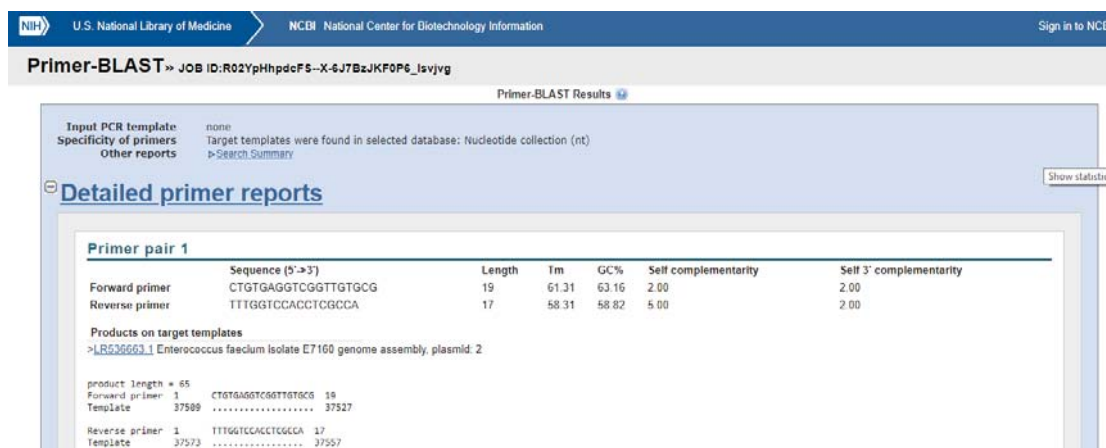 NIH U.S. National Library of Medicine NCBI National Center for Biotechnology Information Sign in to NCB
Primer-BLAST» JOB ID:R02YpHhpdcFS--X-6J7BzJKF0P6_lsvjvg
Primer-BLAST Results
Input PCR template none
Specificity of primers Target templates were found in selected database: Nucleotide collection (nt)
Other reports ▹Search Summary
Show statistic
Detailed primer reports
Primer pair 1
Sequence (5'->3') Length Tm GC% Self complementarity Self 3' complementarity
Forward primer CTGTGAGGTCGGTTGTGCG 19 61.31 63.16 2.00 2.00
Reverse primer TTTGGTCCACCTCGCCA 17 58.31 58.82 5.00 2.00
Products on target templates
>LR536663.1 Enterococcus faecium isolate E7160 genome assembly, plasmid: 2
product length = 65
Forward primer 1 CTGTGAGGTCGGTTGTGCG 19
Template 37509 ................... 37527
Reverse primer 1 TTTGGTCCACCTCGCCA 17
Template 37573 ................. 37557